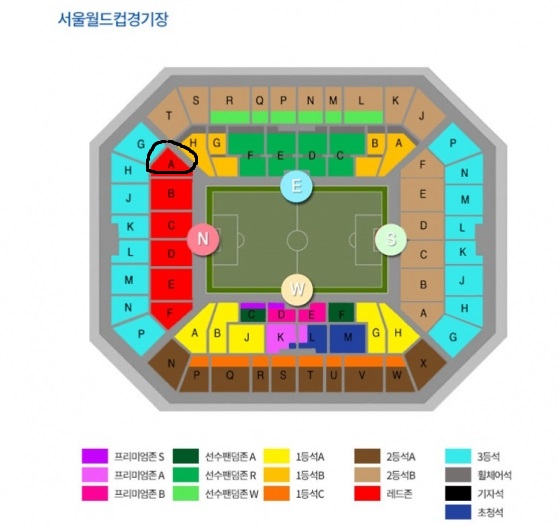 서울월드컵경기장
S R Q P N M L K
T J
G H G F E D C B A P
A F
H B E N
J C D M
K D C L
L E B K
M F A J
N H
P G
E
N S
W
A B C D E F G H
J K L M
N P Q R S T U V W X
프리미엄존 S 선수팬덤존 A 1등석A 2등석A 3등석
프리미엄존 A 선수팬덤존 R 1등석B 2등석B 휠체어석
프리미엄존 B 선수팬덤존 W 1등석C 레드존 기자석
초청석